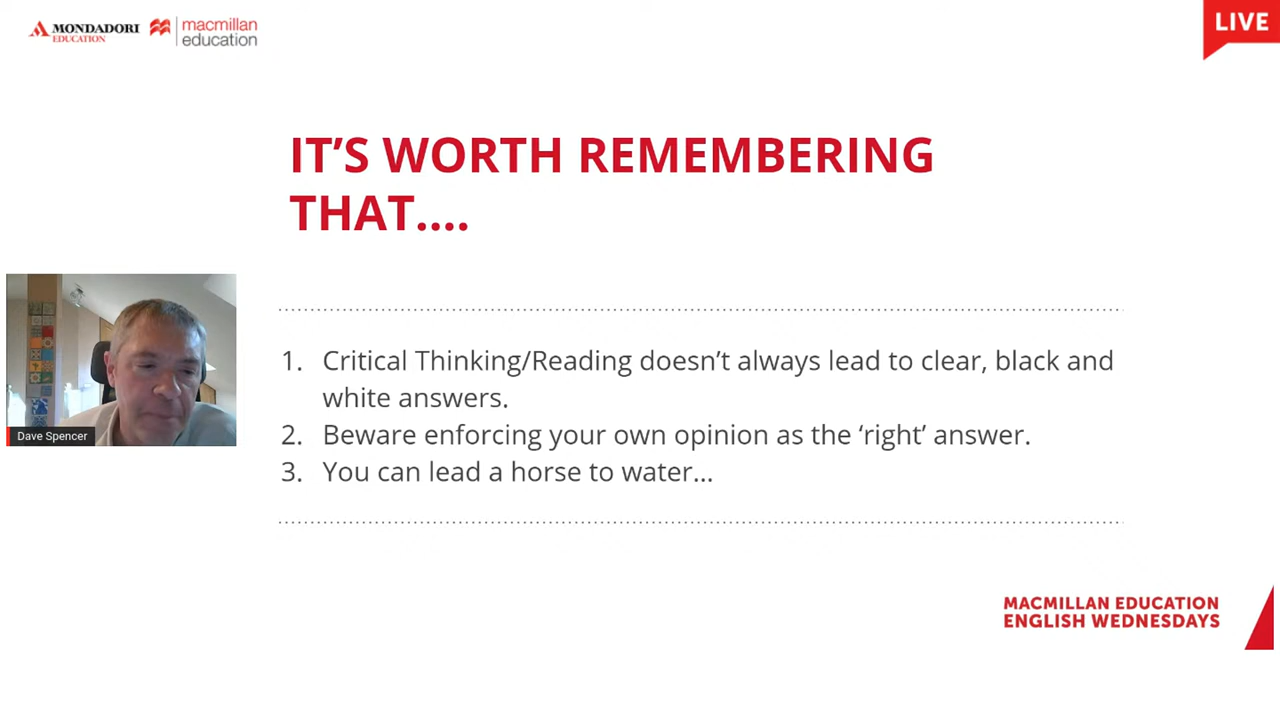 MONDADORI
EDUCATION
macmillan
education
LIVE
IT’S WORTH REMEMBERING
THAT....
1. Critical Thinking/Reading doesn’t always lead to clear, black and
white answers.
2. Beware enforcing your own opinion as the ‘right’ answer.
3. You can lead a horse to water...
Dave Spencer
MACMILLAN EDUCATION
ENGLISH WEDNESDAYS